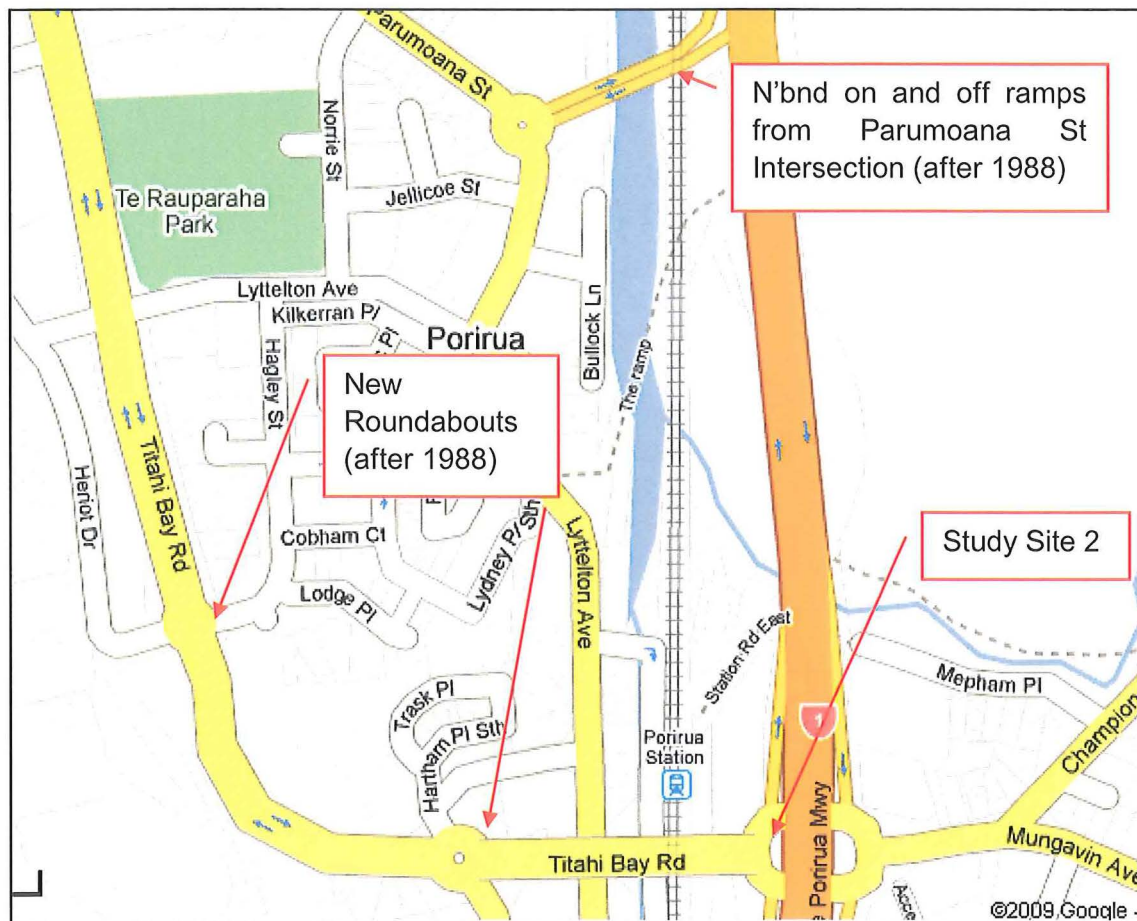 Parumoana St
N'bnd on and off ramps
from Parumoana St
Intersection (after 1988)
Norrie St
Jellicoe St
Te Rauparaha
Park
Lyttelton Ave
Kilkerran Pl
Porirua
Bullock Ln
The ramp
Hagley St
Pl
New
Roundabouts
(after 1988)
Titahi Bay Rd
Heriot Dr
Cobham Ct
Lydney Pl Sth
Lodge Pl
Lyttelton Ave
Study Site 2
Station Rd East
Mepham Pl
Trask Pl
Hartham Pl Sth
Porirua
Station
1
Champion
Titahi Bay Rd
Porirua Mwy
Mungavin Ave
©2009 Google